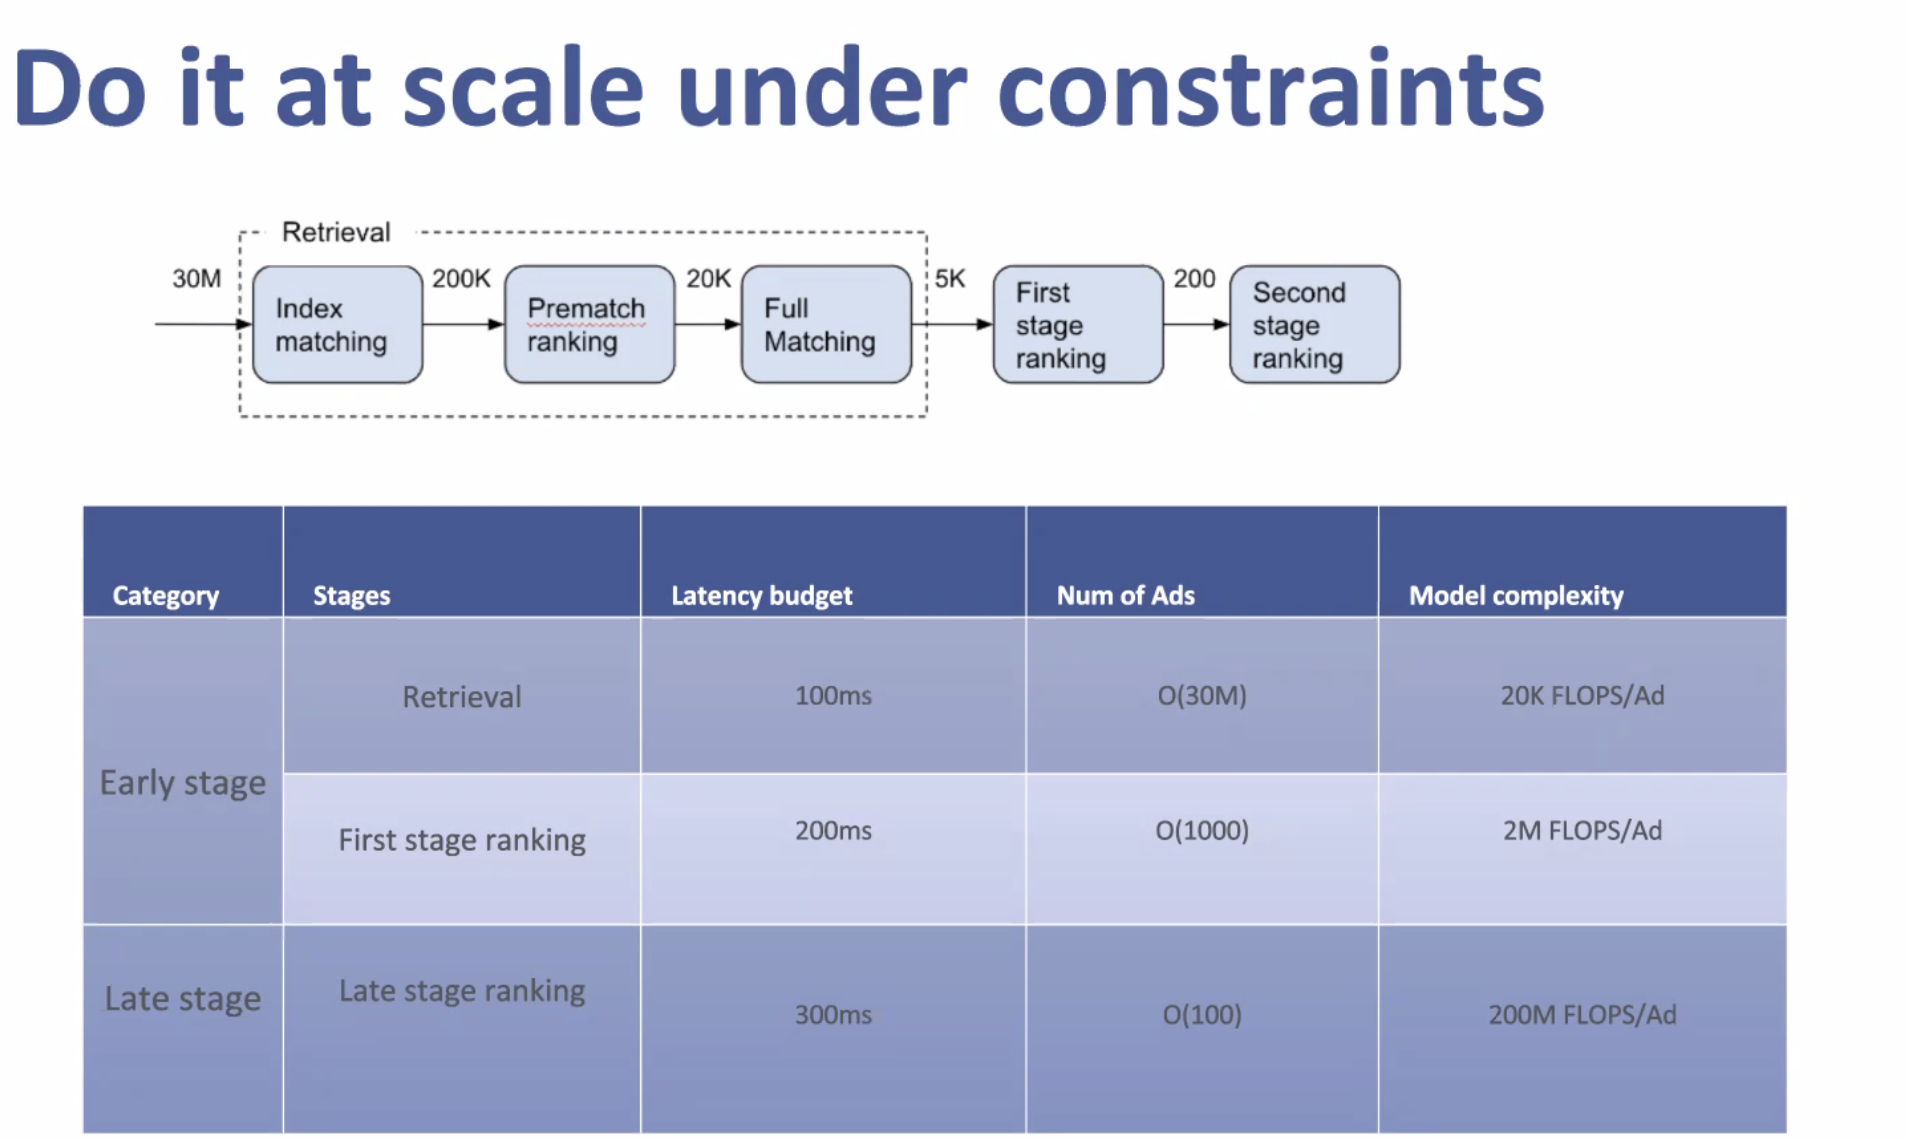 Do it at scale under constraints
Retrieval
30M
Index
matching
200K
Prematch
ranking
20K
Full
Matching
5K
First
stage
ranking
200
Second
stage
ranking
Category Stages Latency budget Num of Ads Model complexity
Early stage
Retrieval 100ms O(30M) 20K FLOPS/Ad
First stage ranking 200ms O(1000) 2M FLOPS/Ad
Late stage Late stage ranking 300ms O(100) 200M FLOPS/Ad